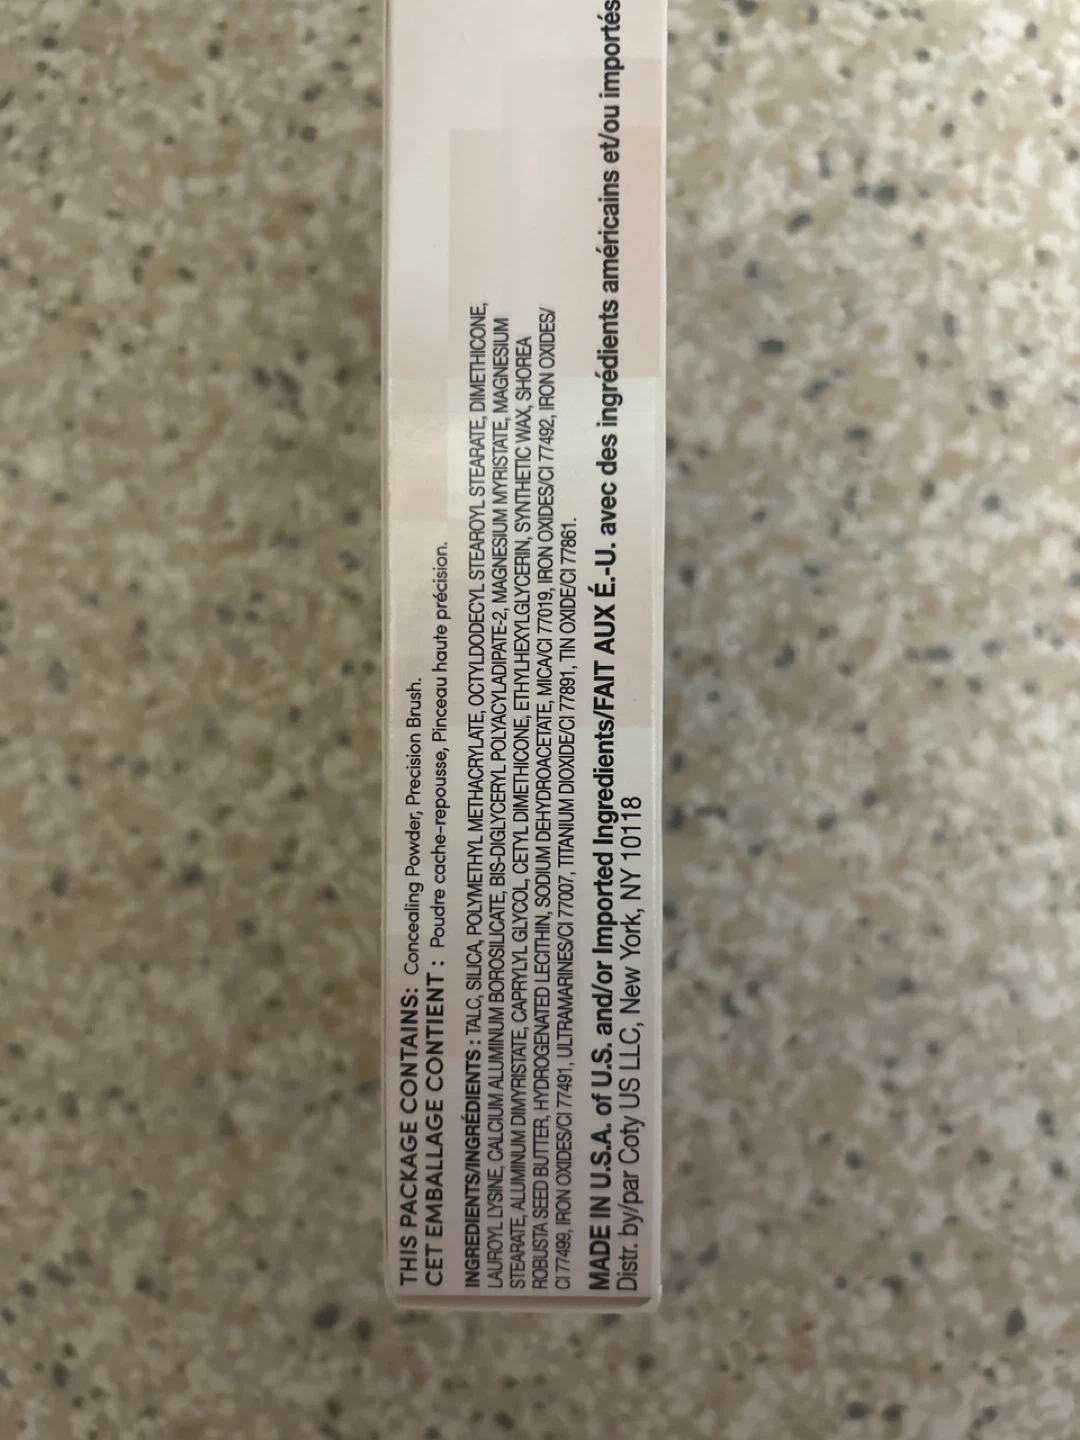 THIS PACKAGE CONTAINS: Concealing Powder, Precision Brush.
CET EMBALLAGE CONTIENT : Poudre cache-repousse, Pinceau haute précision.
INGREDIENTS/INGRÉDIENTS : TALC, SILICA, POLYMETHYL METHACRYLATE, OCTYLDODECYL STEAROYL STEARATE, DIMETHICONE,
LAUROYL LYSINE, CALCIUM ALUMINUM BOROSILICATE, BIS-DIGLYCERYL POLYACYLADIPATE-2, MAGNESIUM MYRISTATE, MAGNESIUM
STEARATE, ALUMINUM DIMYRISTATE, CAPRYLYL GLYCOL, CETYL DIMETHICONE, ETHYLHEXYLGLYCERIN, SYNTHETIC WAX, SHOREA
ROBUSTA SEED BUTTER, HYDROGENATED LECITHIN, SODIUM DEHYDROACETATE, MICA/CI 77019, IRON OXIDES/CI 77492, IRON OXIDES/
CI 77499, IRON OXIDES/CI 77491, ULTRAMARINES/CI 77007, TITANIUM DIOXIDE/CI 77891, TIN OXIDE/CI 77861.
MADE IN U.S.A. of U.S. and/or Imported Ingredients/FAIT AUX É.-U. avec des ingrédients américains et/ou importés
Distr. by/par Coty US LLC, New York, NY 10118